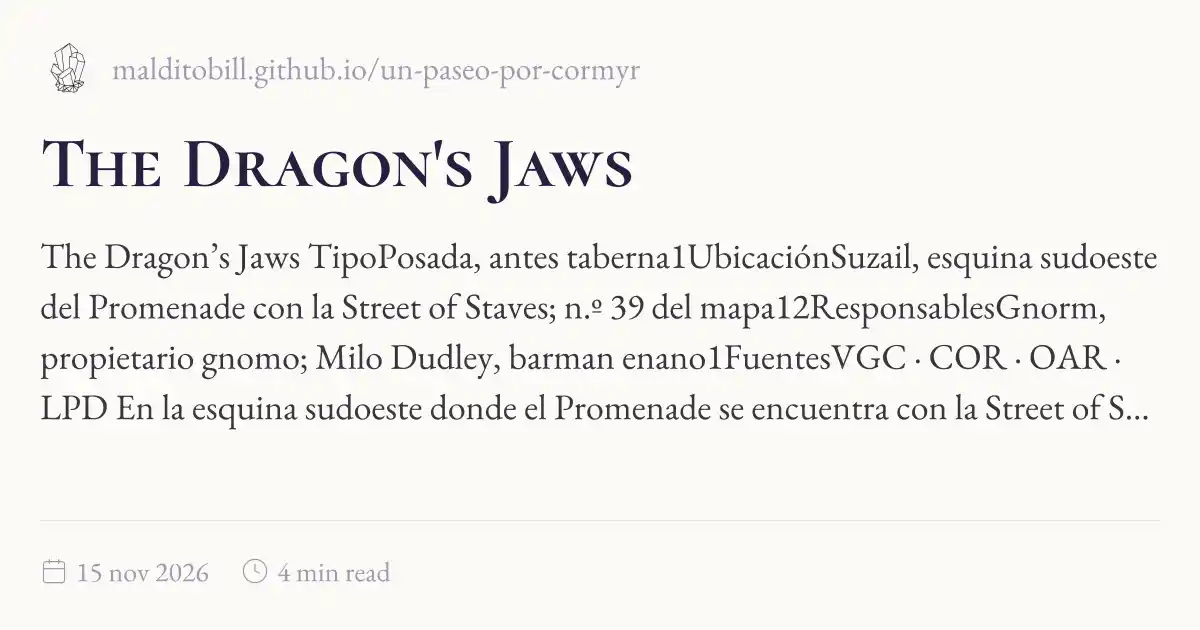 malditobill.github.io/un-paseo-por-cormyr
The Dragon's Jaws
The Dragon’s Jaws TipoPosada, antes taberna1UbicaciónSuzail, esquina sudoeste
del Promenade con la Street of Staves; n.º 39 del mapa12ResponsablesGnorm,
propietario gnomo; Milo Dudley, barman enano1FuentesVGC · COR · OAR ·
LPD En la esquina sudoeste donde el Promenade se encuentra con la Street of S...
15 nov 2026 4 min read